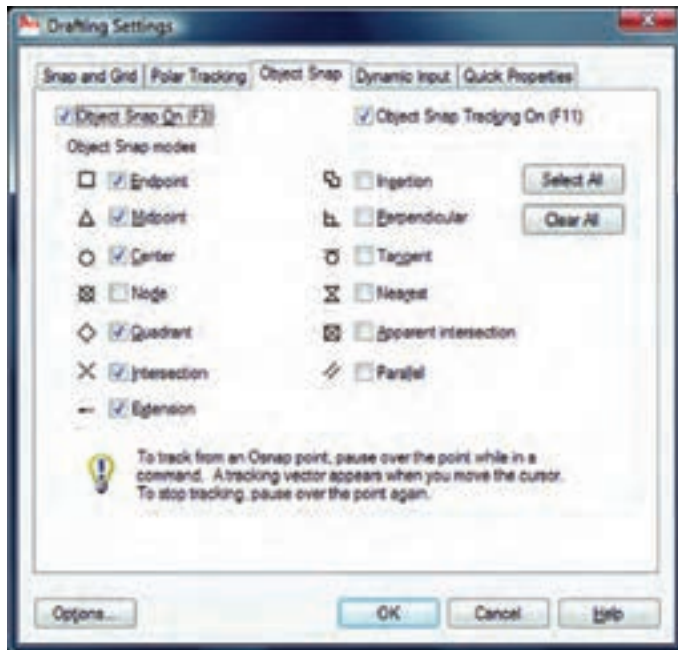 Drafting Settings
Snap and Grid Polar Tracking Object Snap Dynamic Input Quick Properties
Object Snap On (F3) Object Snap Tracking On (F11)
Object Snap modes
Endpoint Insertion Select All
Midpoint Perpendicular Clear All
Center Tangent
Node Nearest
Quadrant Apparent intersection
Intersection Parallel
Extension
To track from an Osnap point, pause over the point while in a
command. A tracking vector appears when you move the cursor.
To stop tracking, pause over the point again.
Options... OK Cancel Help